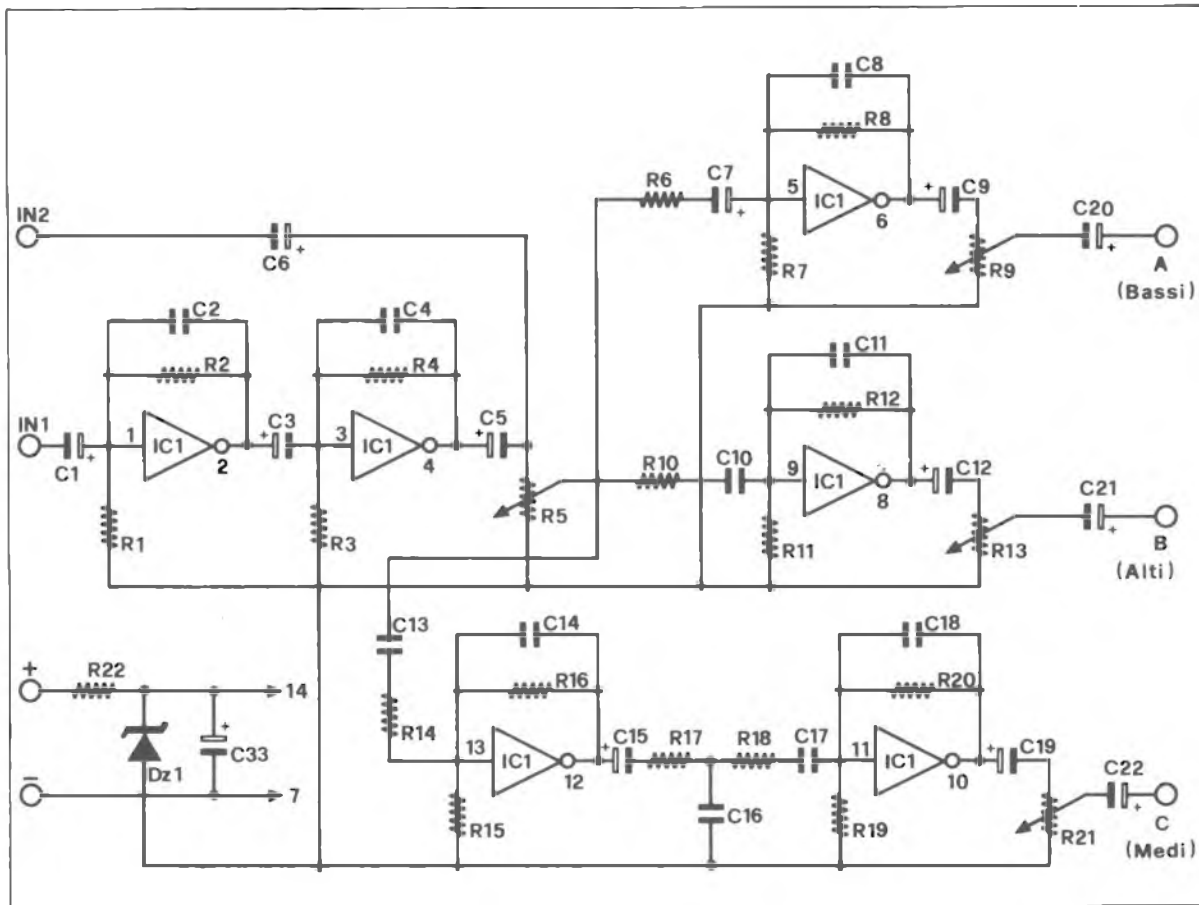 C8
R8
R6
C7
+
5
IC1
6
+
C9
C20
+
A
(Bassi)
R7
R9
IN2
C6
+
C2
R2
C4
R4
C11
R12
IN1
C1
+
1
IC1
2
+
C3
3
IC1
4
+
C5
R10
C10
9
IC1
8
+
C12
C21
+
B
(Alti)
R1
R3
R5
R11
R13
C13
R14
C14
R16
C18
R20
+
R22
14
+
C33
Dz1
−
7
13
IC1
12
+
C15
R17
R18
C17
11
IC1
10
+
C19
C22
+
C
(Medi)
R15
C16
R19
R21